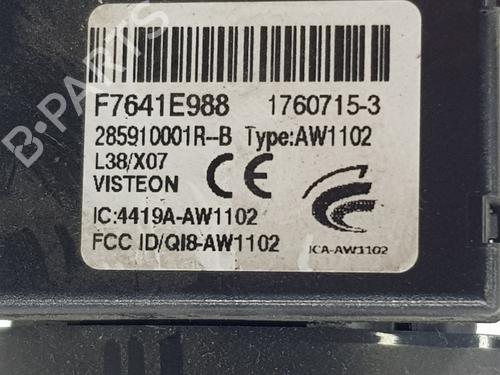 B-PARTS
F7641E988 1760715-3
285910001R--B Type:AW1102
L38/X07
VISTEON CE
IC:4419A-AW1102
FCC ID/QI8-AW1102
ICA-AW1102